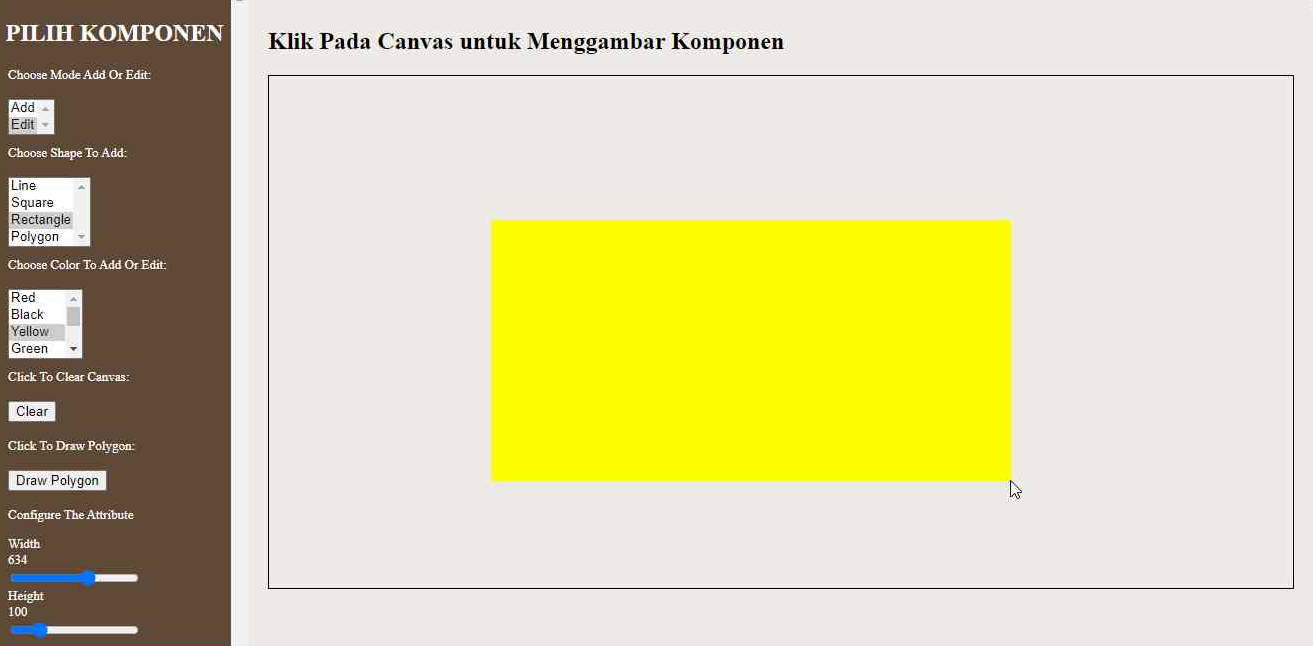 PILIH KOMPONEN
Choose Mode Add Or Edit:
Add
Edit
Choose Shape To Add:
Line
Square
Rectangle
Polygon
Choose Color To Add Or Edit:
Red
Black
Yellow
Green
Click To Clear Canvas:
Clear
Click To Draw Polygon:
Draw Polygon
Configure The Attribute
Width
634
Height
100
Klik Pada Canvas untuk Menggambar Komponen